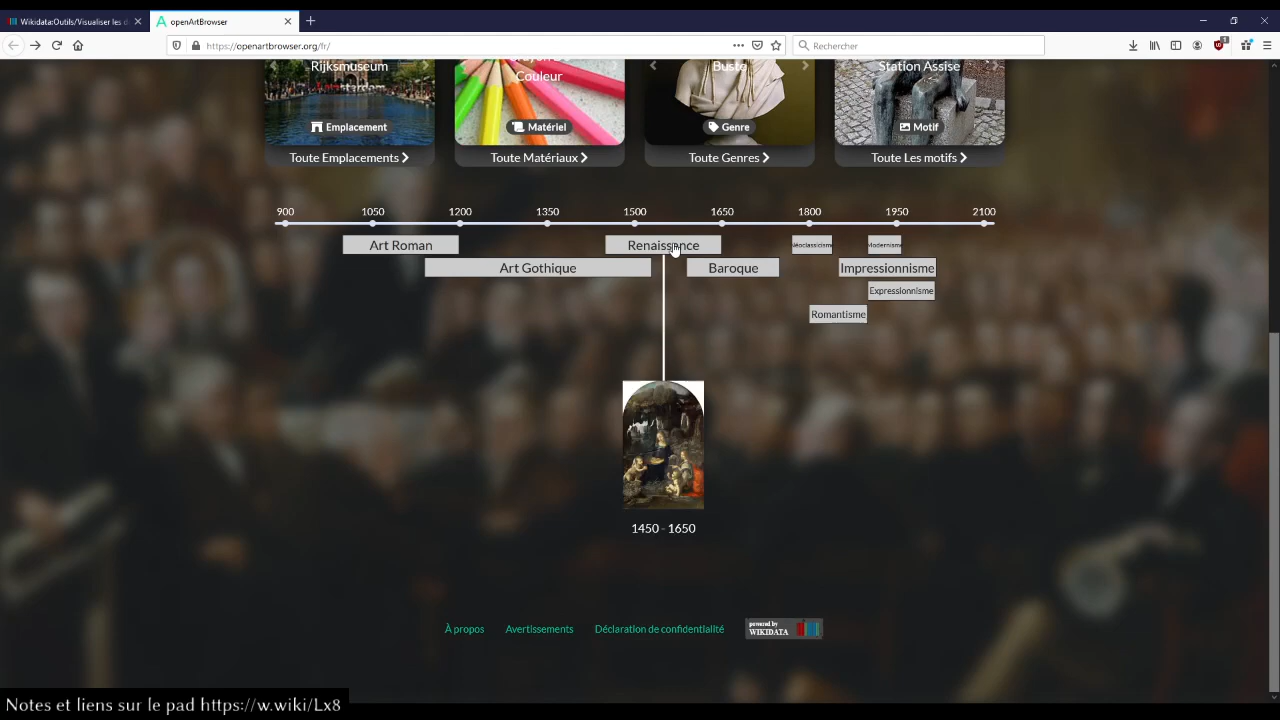 Wikidata:Outils/Visualiser les d
openArtBrowser
https://openartbrowser.org/fr/
Rechercher
Rijksmuseum
Couleur
Buste
Station Assise
Emplacement
Matériel
Genre
Motif
Toute Emplacements
Toute Matériaux
Toute Genres
Toute Les motifs
900 1050 1200 1350 1500 1650 1800 1950 2100
Art Roman
Renaissance
Néoclassicisme
Modernisme
Art Gothique
Baroque
Impressionnisme
Expressionnisme
Romantisme
1450 - 1650
À propos
Avertissements
Déclaration de confidentialité
powered by
WIKIDATA
Notes et liens sur le pad https://w.wiki/Lx8